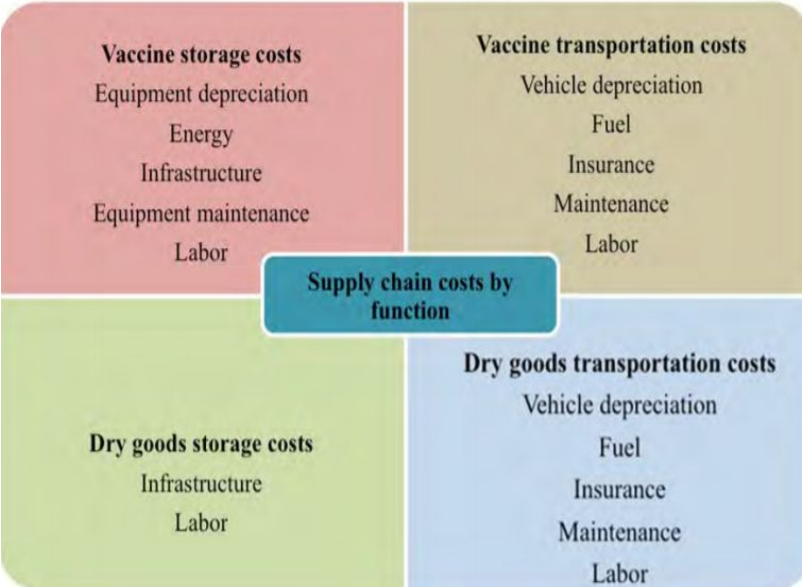 Vaccine storage costs
Equipment depreciation
Energy
Infrastructure
Equipment maintenance
Labor
Vaccine transportation costs
Vehicle depreciation
Fuel
Insurance
Maintenance
Labor
Supply chain costs by
function
Dry goods storage costs
Infrastructure
Labor
Dry goods transportation costs
Vehicle depreciation
Fuel
Insurance
Maintenance
Labor